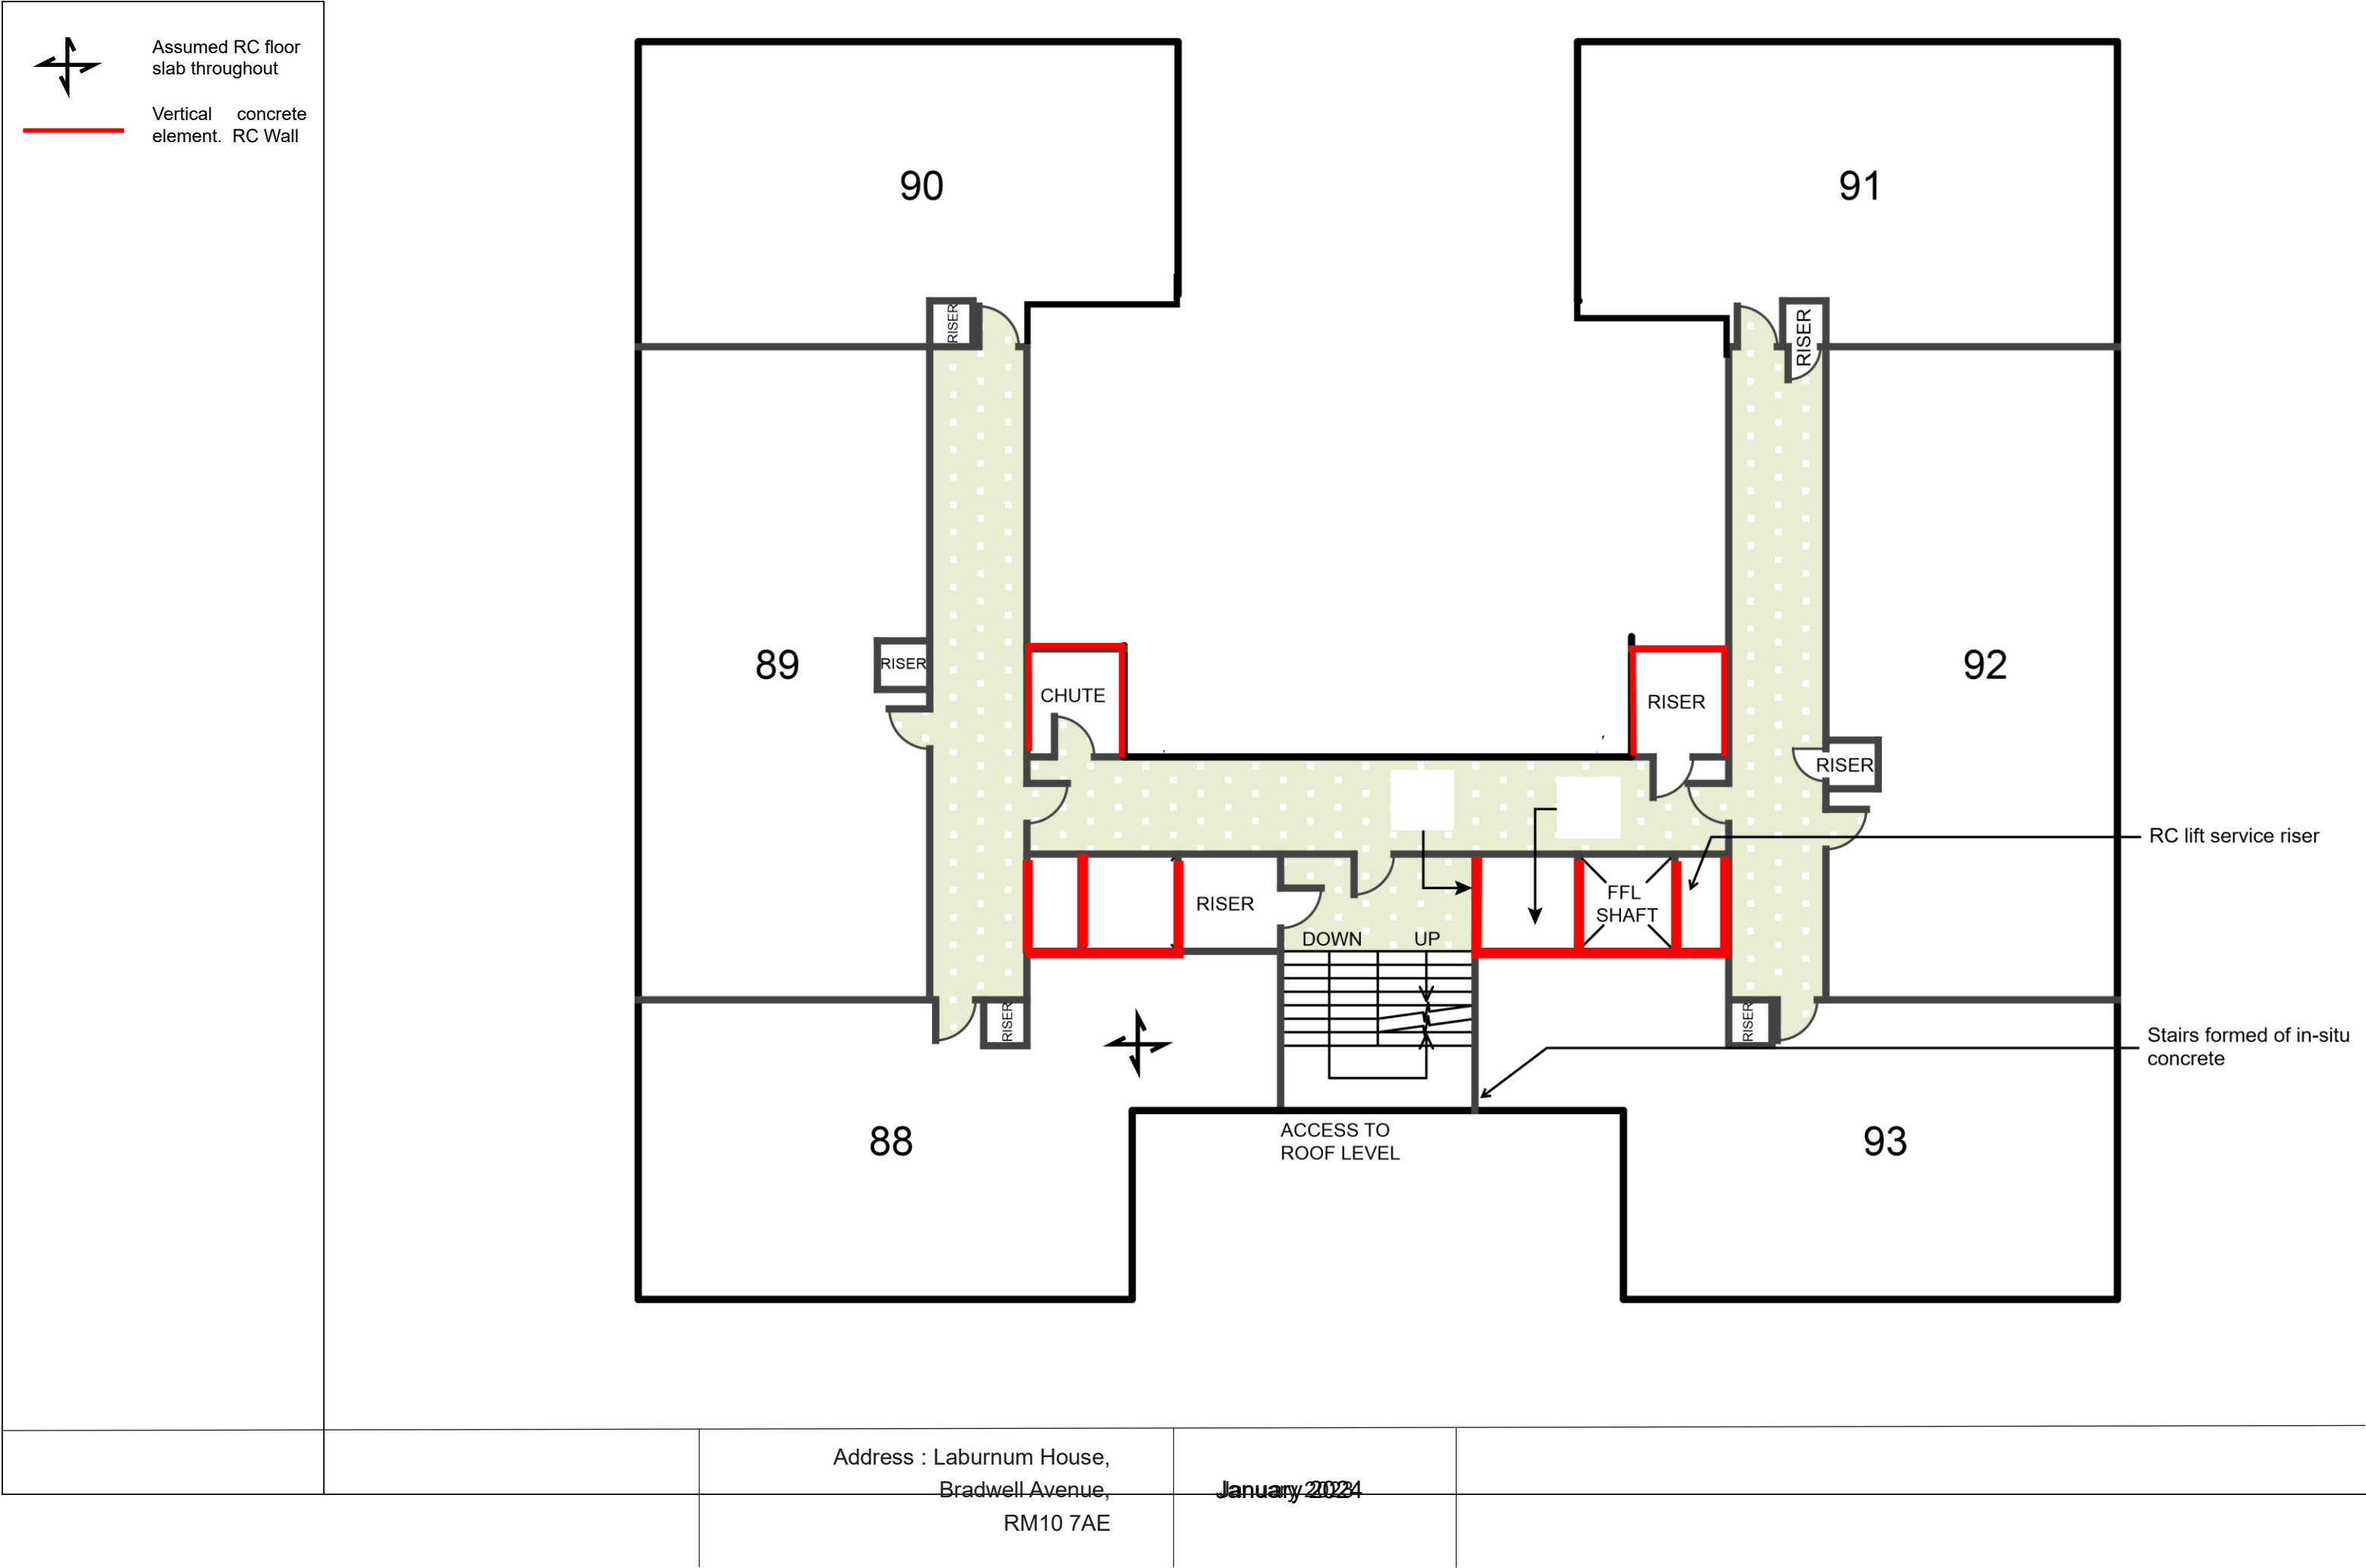 Assumed RC floor
slab throughout
Vertical concrete
element. RC Wall
90
91
RISER
RISER
89
RISER
CHUTE
RISER
92
RISER
RC lift service riser
RISER
FFL
SHAFT
DOWN UP
RISER
RISER
Stairs formed of in-situ
concrete
88
ACCESS TO
ROOF LEVEL
93
Address : Laburnum House,
Bradwell Avenue,
RM10 7AE
January 2024